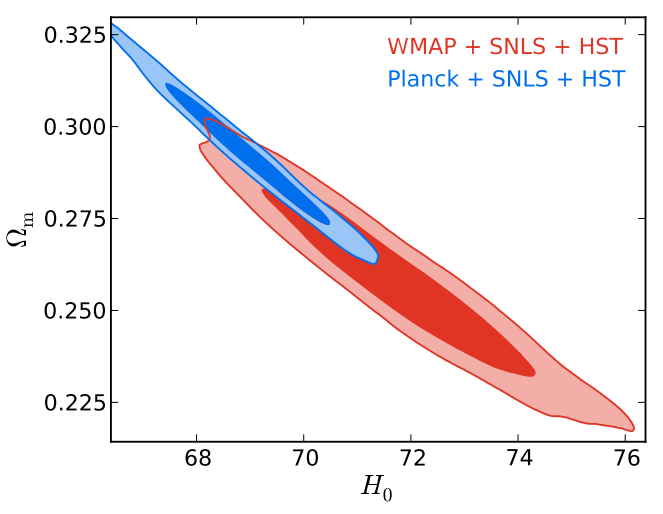 WMAP + SNLS + HST
Planck + SNLS + HST
0.325
0.300
0.275
0.250
0.225
Ωm
68 70 72 74 76
H0